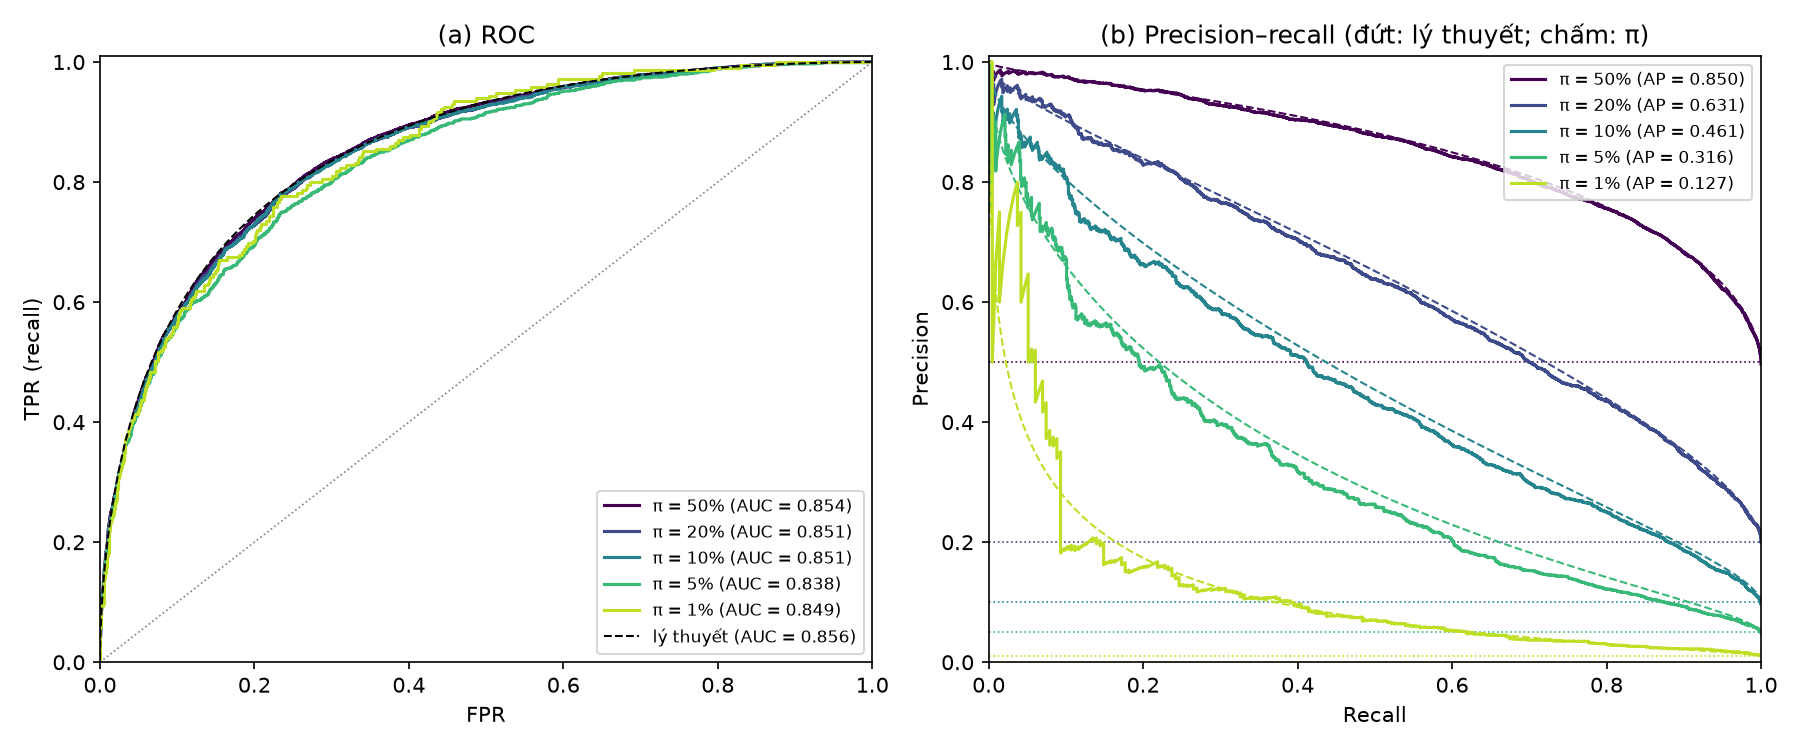 (a) ROC
1.0
0.8
0.6
0.4
0.2
0.0
TPR (recall)
0.0 0.2 0.4 0.6 0.8 1.0
FPR
π = 50% (AUC = 0.854)
π = 20% (AUC = 0.851)
π = 10% (AUC = 0.851)
π = 5% (AUC = 0.838)
π = 1% (AUC = 0.849)
lý thuyết (AUC = 0.856)
(b) Precision–recall (đứt: lý thuyết; chấm: π)
1.0
0.8
0.6
0.4
0.2
0.0
Precision
0.0 0.2 0.4 0.6 0.8 1.0
Recall
π = 50% (AP = 0.850)
π = 20% (AP = 0.631)
π = 10% (AP = 0.461)
π = 5% (AP = 0.316)
π = 1% (AP = 0.127)